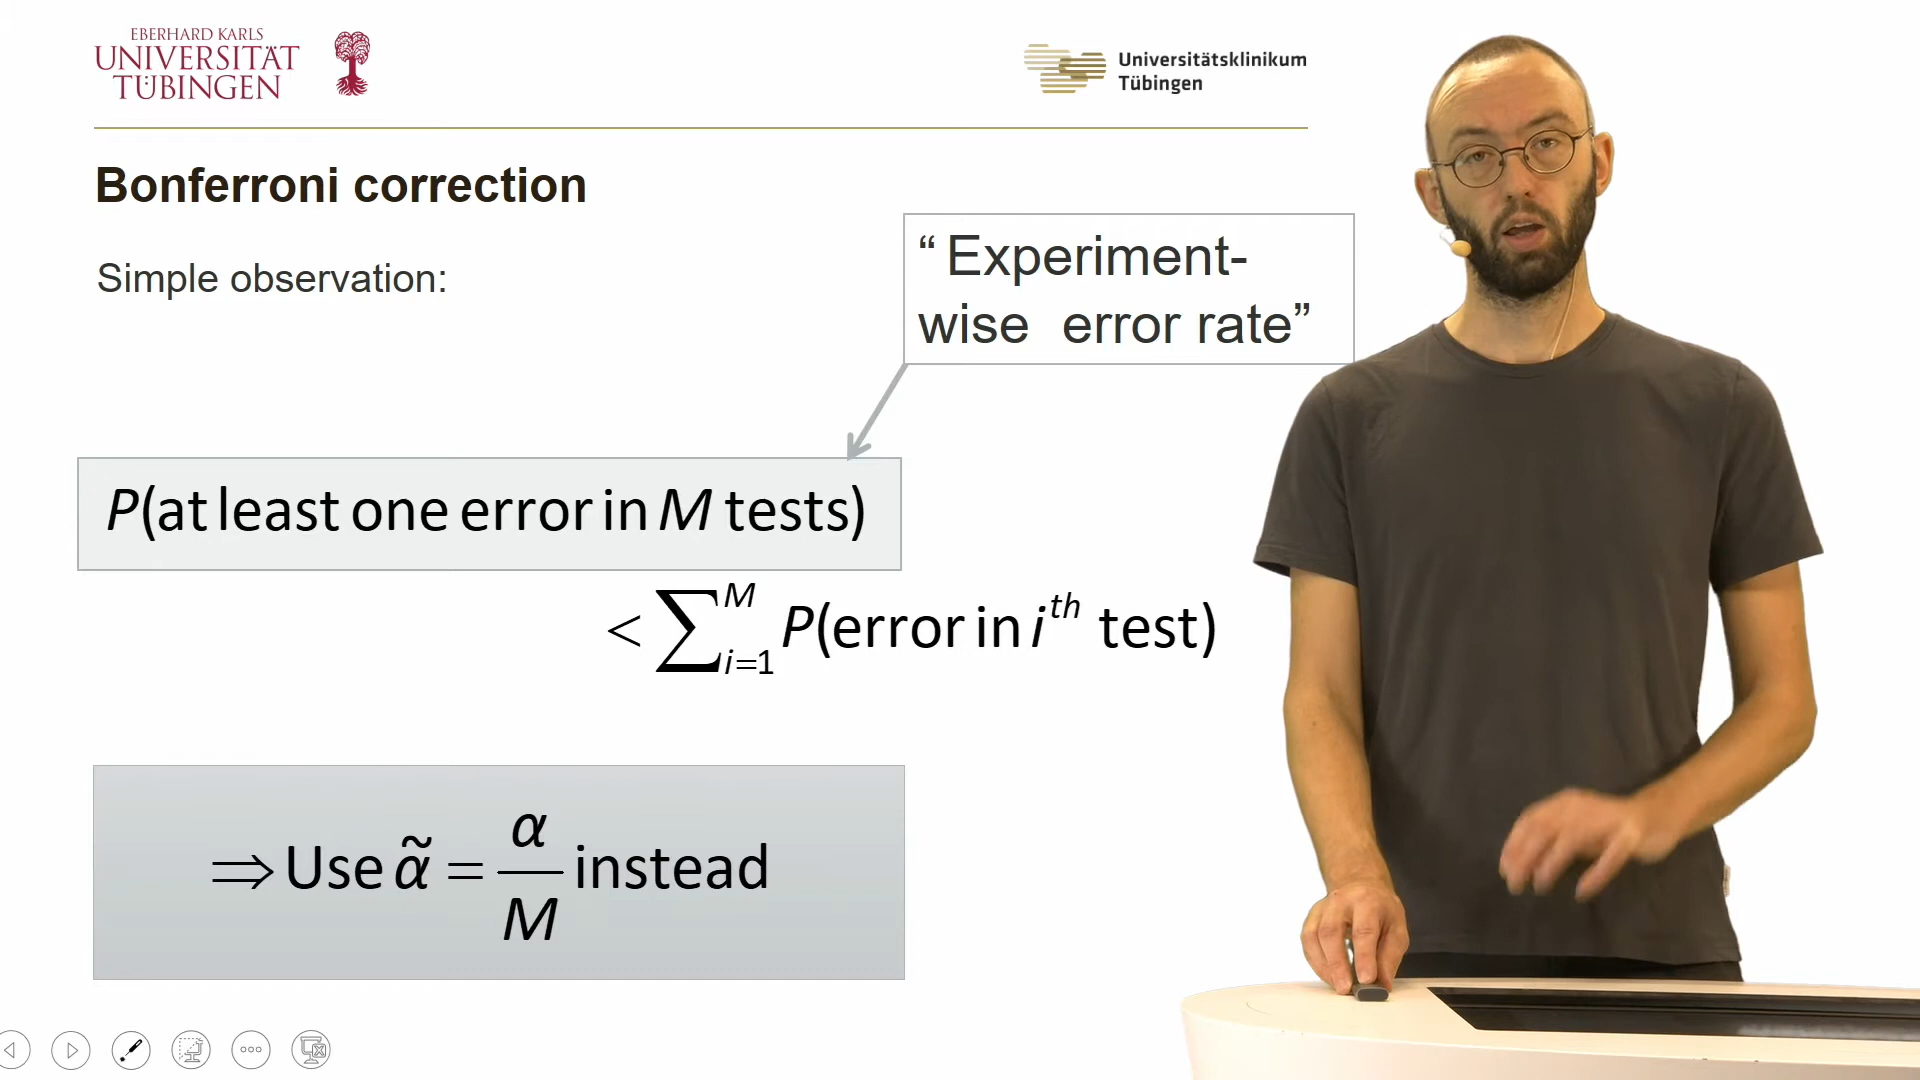 EBERHARD KARLS
UNIVERSITÄT
TÜBINGEN
Universitätsklinikum
Tübingen
Bonferroni correction
Simple observation:
“ Experiment-
wise error rate”
P(at least one error in M tests)
< ∑_{i=1}^{M} P(error in i^{th} test)
⇒ Use α̃ = α/M instead